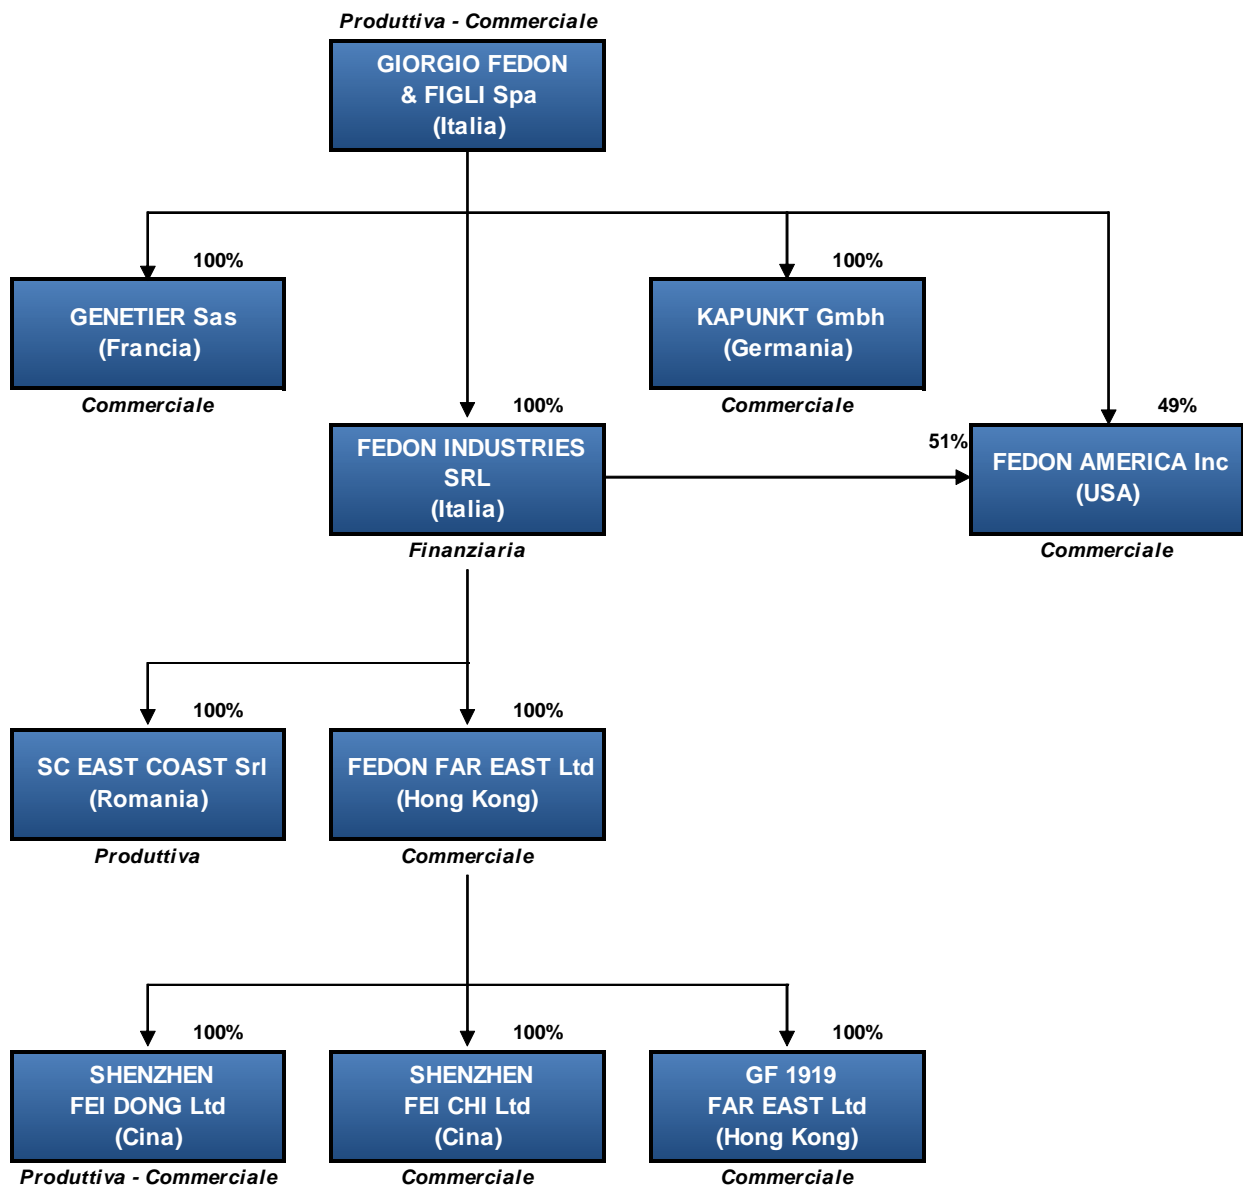 Produttiva - Commerciale
GIORGIO FEDON
& FIGLI Spa
(Italia)
100%
GENETIER Sas
(Francia)
Commerciale
100%
KAPUNKT Gmbh
(Germania)
Commerciale
100%
FEDON INDUSTRIES
SRL
(Italia)
Finanziaria
51%
49%
FEDON AMERICA Inc
(USA)
Commerciale
100%
SC EAST COAST Srl
(Romania)
Produttiva
100%
FEDON FAR EAST Ltd
(Hong Kong)
Commerciale
100%
SHENZHEN
FEI DONG Ltd
(Cina)
Produttiva - Commerciale
100%
SHENZHEN
FEI CHI Ltd
(Cina)
Commerciale
100%
GF 1919
FAR EAST Ltd
(Hong Kong)
Commerciale